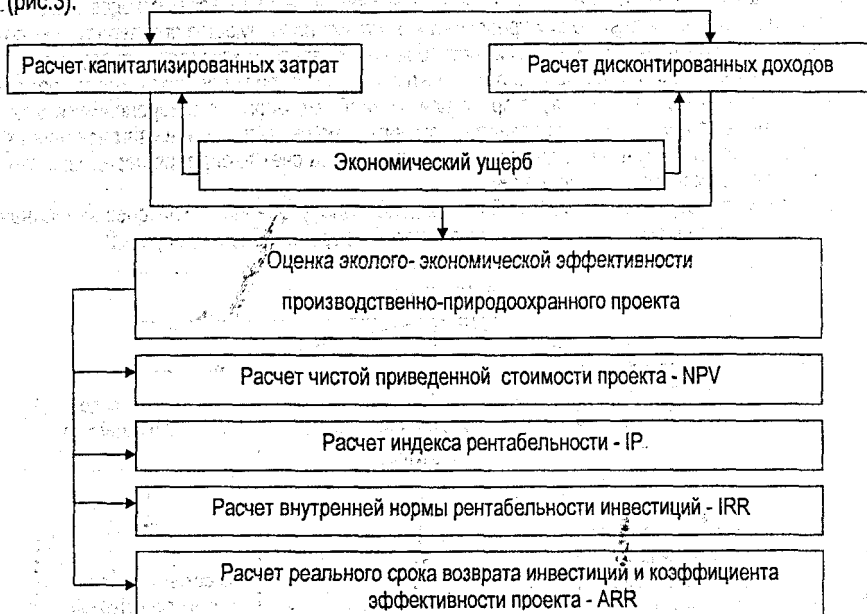 (рис.3).
Расчет капитализированных затрат
Расчет дисконтированных доходов
Экономический ущерб
Оценка эколого- экономической эффективности
производственно-природоохранного проекта
Расчет чистой приведенной стоимости проекта - NPV
Расчет индекса рентабельности - IP
Расчет внутренней нормы рентабельности инвестиций - IRR
Расчет реального срока возврата инвестиций и коэффициента
эффективности проекта - ARR